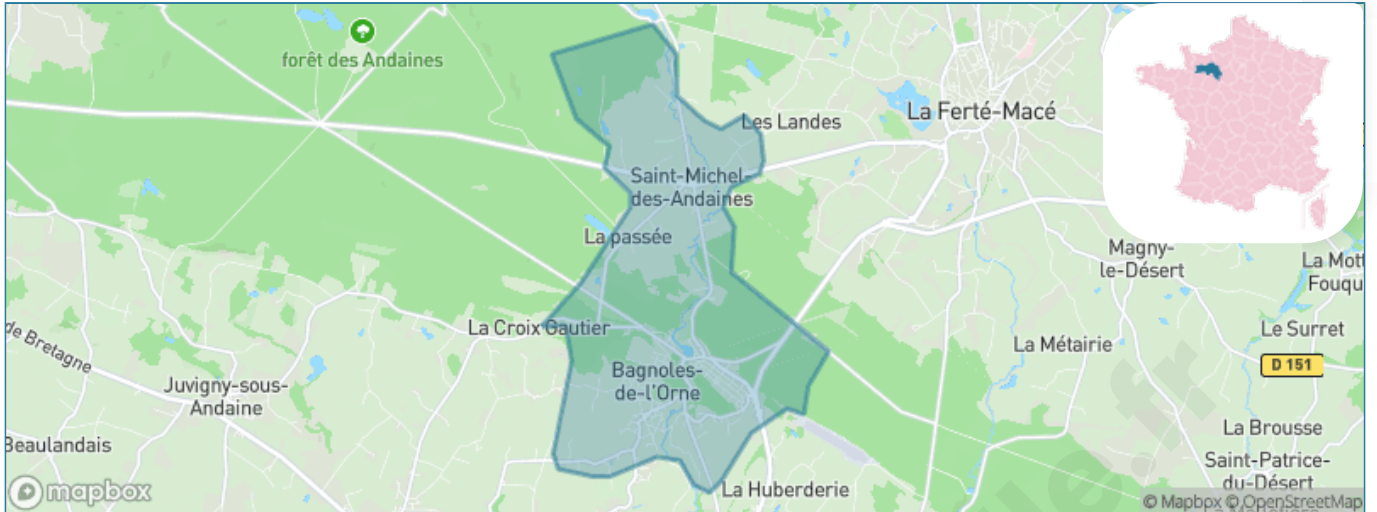 forêt des Andaines
La Ferté-Macé
Les Landes
Saint-Michel-
des-Andaines
La passée
Magny-
le-Désert
La Mott
Fouqu
La Croix Gautier
de Bretagne
Le Surret
La Métairie
D 151
Bagnoles-
de-l'Orne
Juvigny-sous-
Andaine
Beaulandais
La Brousse
Saint-Patrice-
du-Désert
La Huberderie
mapbox
© Mapbox © OpenStreetMap